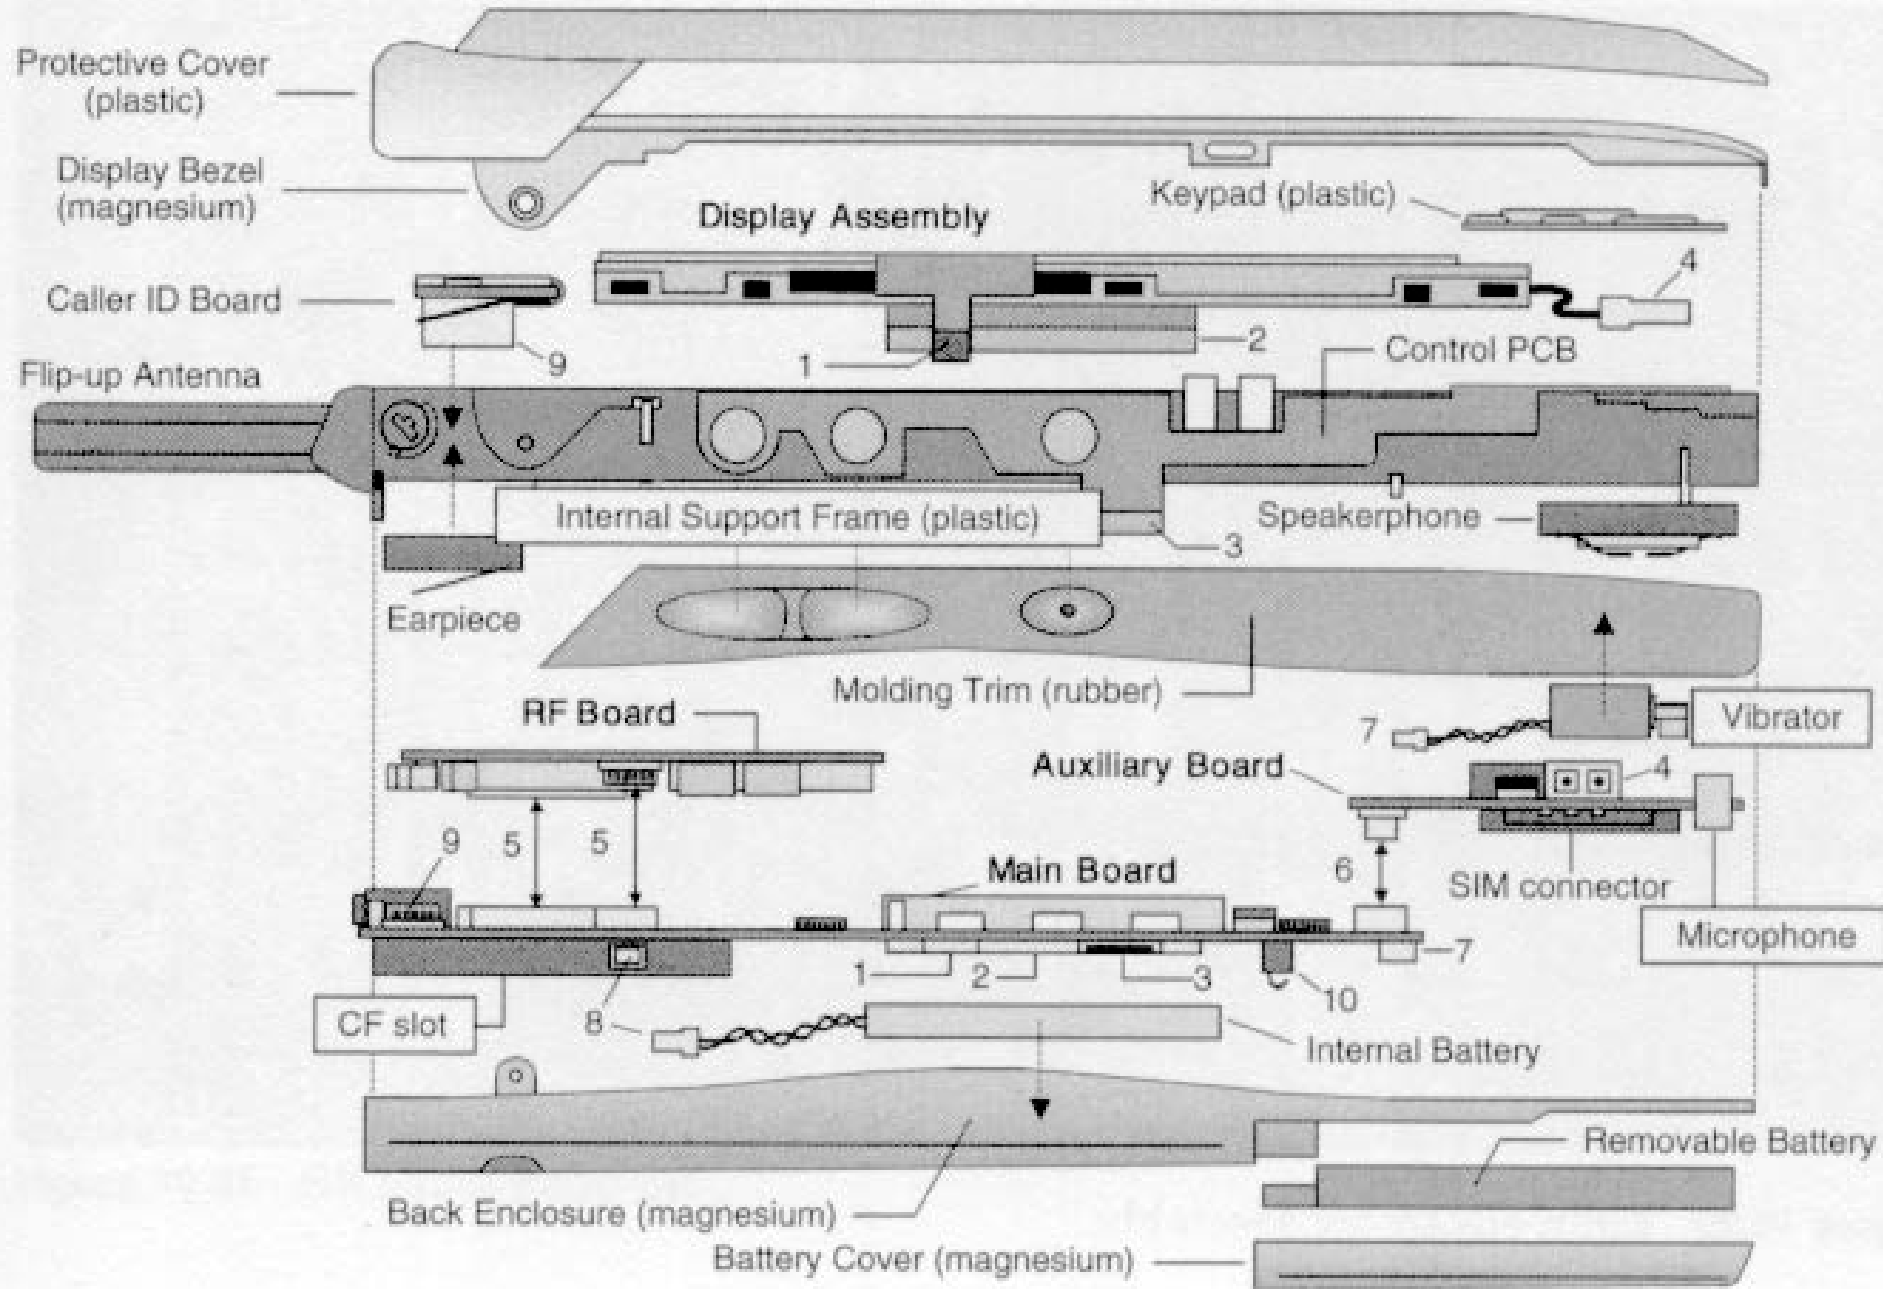 Protective Cover
(plastic)
Display Bezel
(magnesium)
Keypad (plastic)
Display Assembly
4
Caller ID Board
9
1
2
Control PCB
Flip-up Antenna
Internal Support Frame (plastic)
3
Speakerphone
Earpiece
Molding Trim (rubber)
RF Board
7
Vibrator
Auxiliary Board
4
9
5
5
Main Board
6
SIM connector
Microphone
1
2
3
7
10
CF slot
8
Internal Battery
Removable Battery
Back Enclosure (magnesium)
Battery Cover (magnesium)